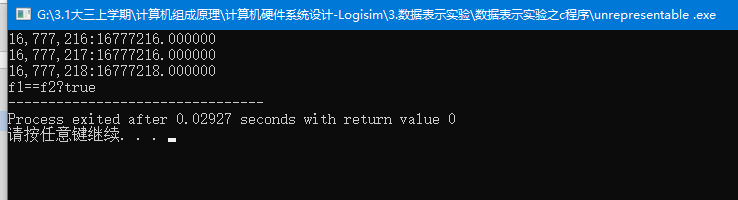 G:\3.1大三上学期\计算机组成原理\计算机硬件系统设计-Logisim\3.数据表示实验\数据表示实验之c程序\unrepresentable .exe
16,777,216:16777216.000000
16,777,217:16777216.000000
16,777,218:16777218.000000
f1==f2?true
--------------------------------
Process exited after 0.02927 seconds with return value 0
请按任意键继续. . .